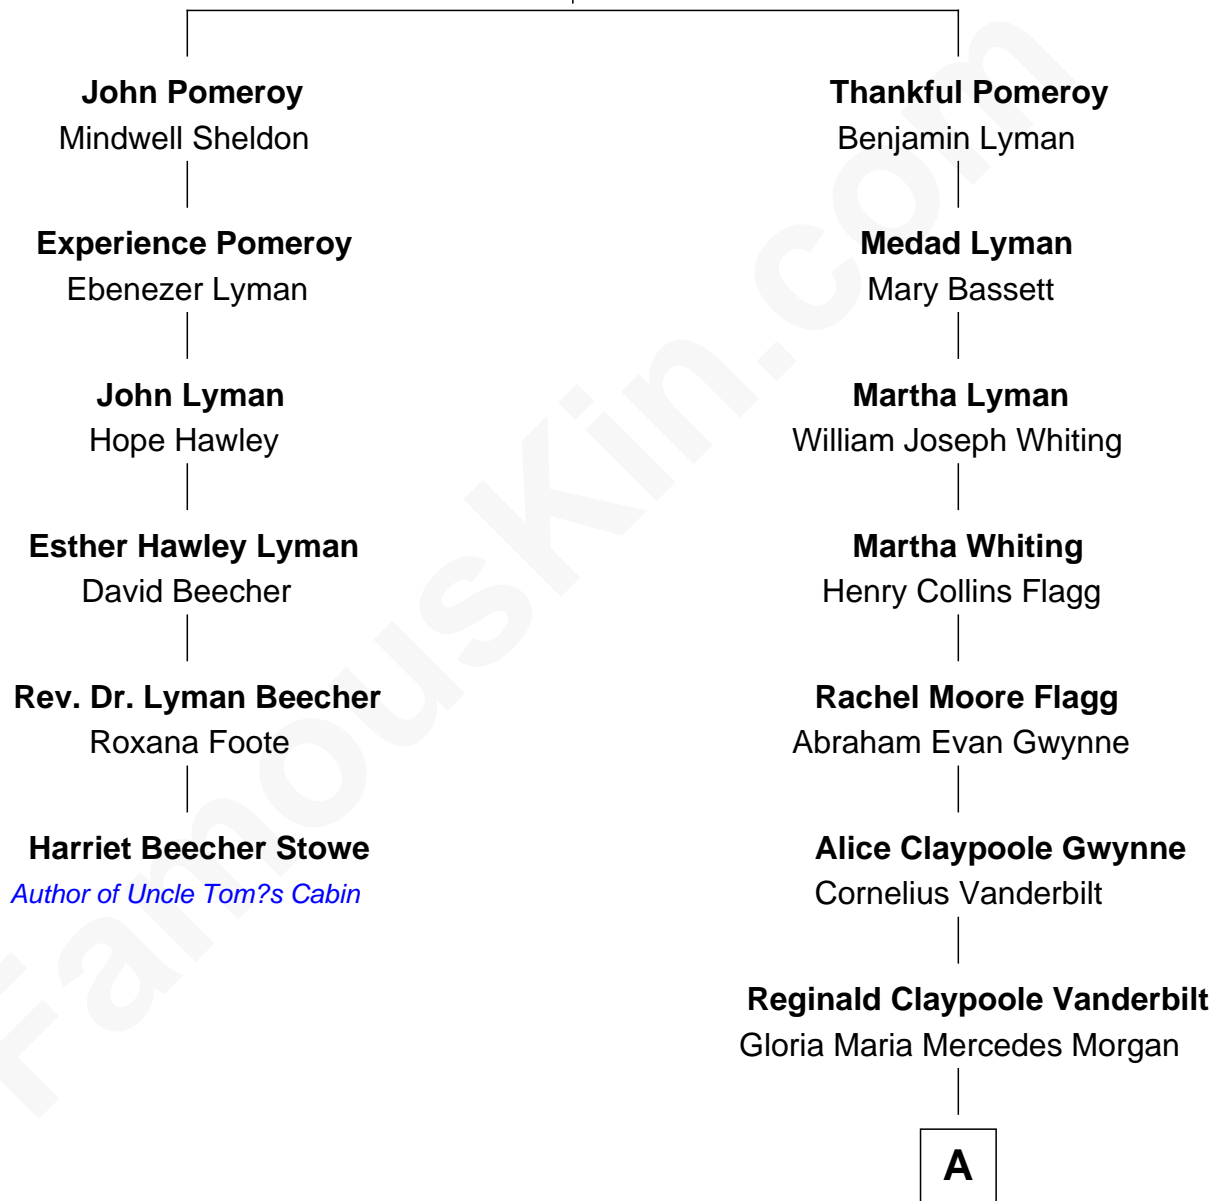 John Pomeroy
Mindwell Sheldon
Experience Pomeroy
Ebenezer Lyman
John Lyman
Hope Hawley
Esther Hawley Lyman
David Beecher
Rev. Dr. Lyman Beecher
Roxana Foote
Harriet Beecher Stowe
Author of Uncle Tom?s Cabin
Thankful Pomeroy
Benjamin Lyman
Medad Lyman
Mary Bassett
Martha Lyman
William Joseph Whiting
Martha Whiting
Henry Collins Flagg
Rachel Moore Flagg
Abraham Evan Gwynne
Alice Claypoole Gwynne
Cornelius Vanderbilt
Reginald Claypoole Vanderbilt
Gloria Maria Mercedes Morgan
A
FamousKin.com